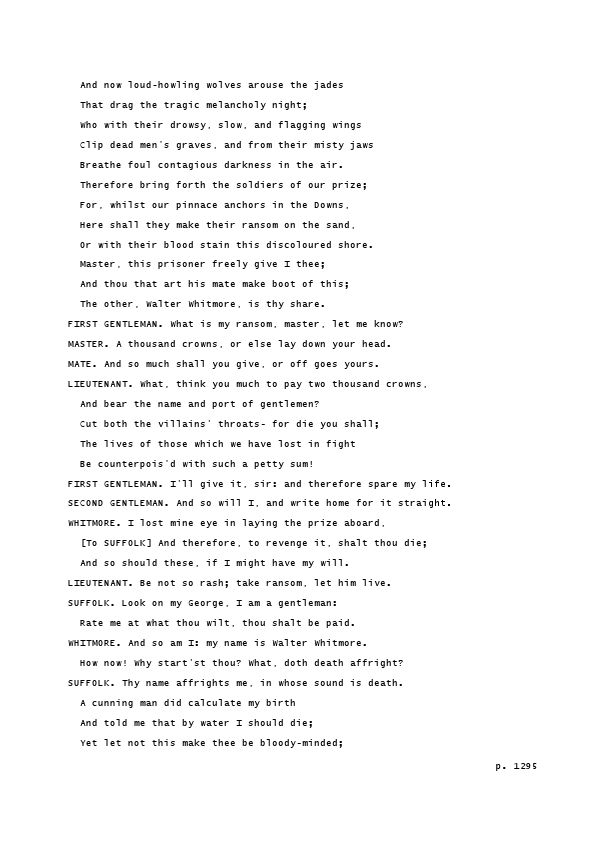 And now loud-howling wolves arouse the jades
That drag the tragic melancholy night;
Who with their drowsy, slow, and flagging wings
Clip dead men's graves, and from their misty jaws
Breathe foul contagious darkness in the air.
Therefore bring forth the soldiers of our prize;
For, whilst our pinnace anchors in the Downs,
Here shall they make their ransom on the sand,
Or with their blood stain this discoloured shore.
Master, this prisoner freely give I thee;
And thou that art his mate make boot of this;
The other, Walter Whitmore, is thy share.
FIRST GENTLEMAN. What is my ransom, master, let me know?
MASTER. A thousand crowns, or else lay down your head.
MATE. And so much shall you give, or off goes yours.
LIEUTENANT. What, think you much to pay two thousand crowns,
And bear the name and port of gentlemen?
Cut both the villains' throats- for die you shall;
The lives of those which we have lost in fight
Be counterpois'd with such a petty sum!
FIRST GENTLEMAN. I'll give it, sir: and therefore spare my life.
SECOND GENTLEMAN. And so will I, and write home for it straight.
WHITMORE. I lost mine eye in laying the prize aboard,
[To SUFFOLK] And therefore, to revenge it, shalt thou die;
And so should these, if I might have my will.
LIEUTENANT. Be not so rash; take ransom, let him live.
SUFFOLK. Look on my George, I am a gentleman:
Rate me at what thou wilt, thou shalt be paid.
WHITMORE. And so am I: my name is Walter Whitmore.
How now! Why start'st thou? What, doth death affright?
SUFFOLK. Thy name affrights me, in whose sound is death.
A cunning man did calculate my birth
And told me that by water I should die;
Yet let not this make thee be bloody-minded;
p. 1295